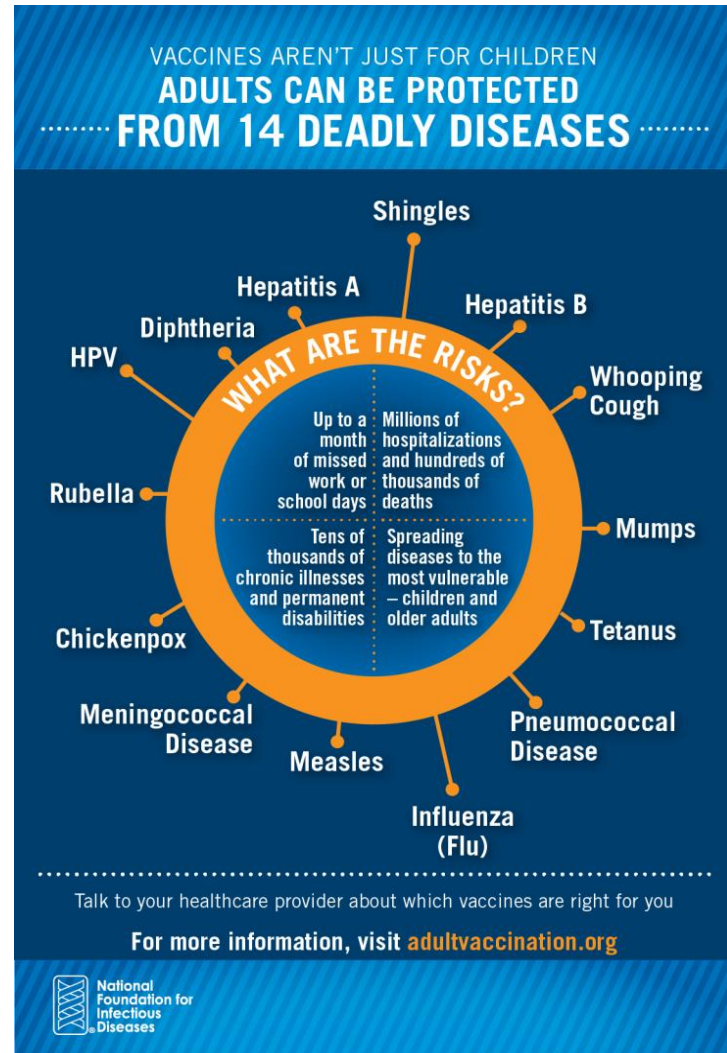 VACCINES AREN'T JUST FOR CHILDREN
ADULTS CAN BE PROTECTED
FROM 14 DEADLY DISEASES
Shingles
Hepatitis A
Hepatitis B
Diphtheria
HPV
Whooping
Cough
Rubella
Mumps
Chickenpox
Tetanus
Meningococcal
Disease
Pneumococcal
Disease
Measles
Influenza
(Flu)
WHAT ARE THE RISKS?
Up to a
month
of missed
work or
school days
Millions of
hospitalizations
and hundreds of
thousands of
deaths
Tens of
thousands of
chronic illnesses
and permanent
disabilities
Spreading
diseases to the
most vulnerable
– children and
older adults
Talk to your healthcare provider about which vaccines are right for you
For more information, visit adultvaccination.org
National
Foundation for
Infectious
® Diseases